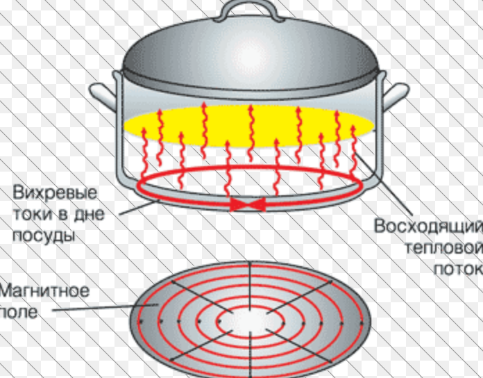 Вихревые
токи в дне
посуды
Восходящий
тепловой
поток
Магнитное
поле